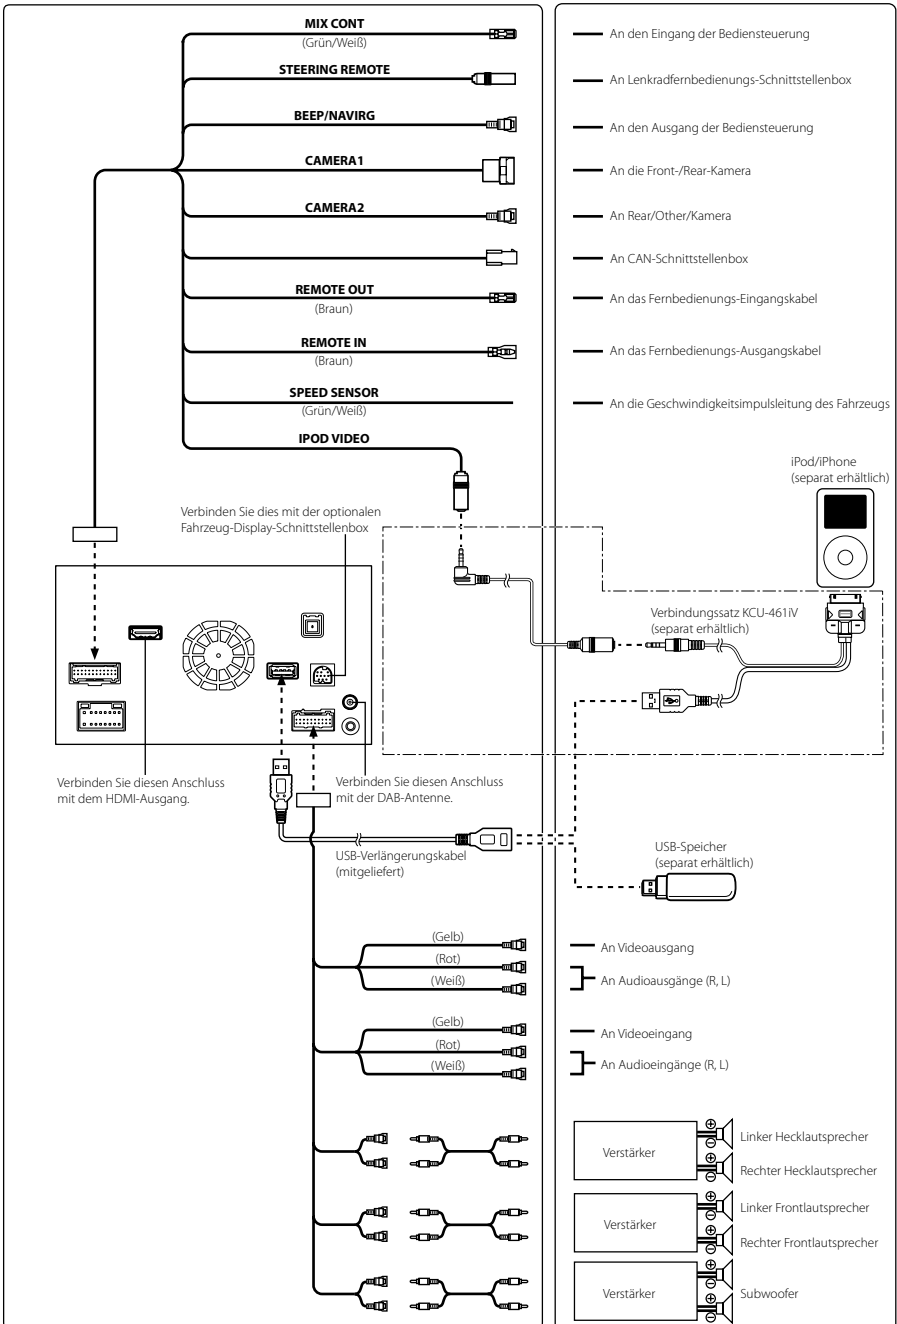 MIX CONT
(Grün/Weiß)
An den Eingang der Bediensteuerung
STEERING REMOTE
An Lenkradfernbedienungs-Schnittstellenbox
BEEP/NAVIRG
An den Ausgang der Bediensteuerung
CAMERA1
An die Front-/Rear-Kamera
CAMERA2
An Rear/Other/Kamera
An CAN-Schnittstellenbox
REMOTE OUT
(Braun)
An das Fernbedienungs-Eingangskabel
REMOTE IN
(Braun)
An das Fernbedienungs-Ausgangskabel
SPEED SENSOR
(Grün/Weiß)
An die Geschwindigkeitsimpulsleitung des Fahrzeugs
IPOD VIDEO
iPod/iPhone
(separat erhältlich)
Verbinden Sie dies mit der optionalen
Fahrzeug-Display-Schnittstellenbox
Verbindungssatz KCU-461iV
(separat erhältlich)
Verbinden Sie diesen Anschluss
mit dem HDMI-Ausgang.
Verbinden Sie diesen Anschluss
mit der DAB-Antenne.
USB-Verlängerungskabel
(mitgeliefert)
USB-Speicher
(separat erhältlich)
(Gelb)
An Videoausgang
(Rot)
(Weiß)
An Audioausgänge (R, L)
(Gelb)
An Videoeingang
(Rot)
(Weiß)
An Audioeingänge (R, L)
Verstärker
Linker Hecklautsprecher
Rechter Hecklautsprecher
Verstärker
Linker Frontlautsprecher
Rechter Frontlautsprecher
Verstärker
Subwoofer